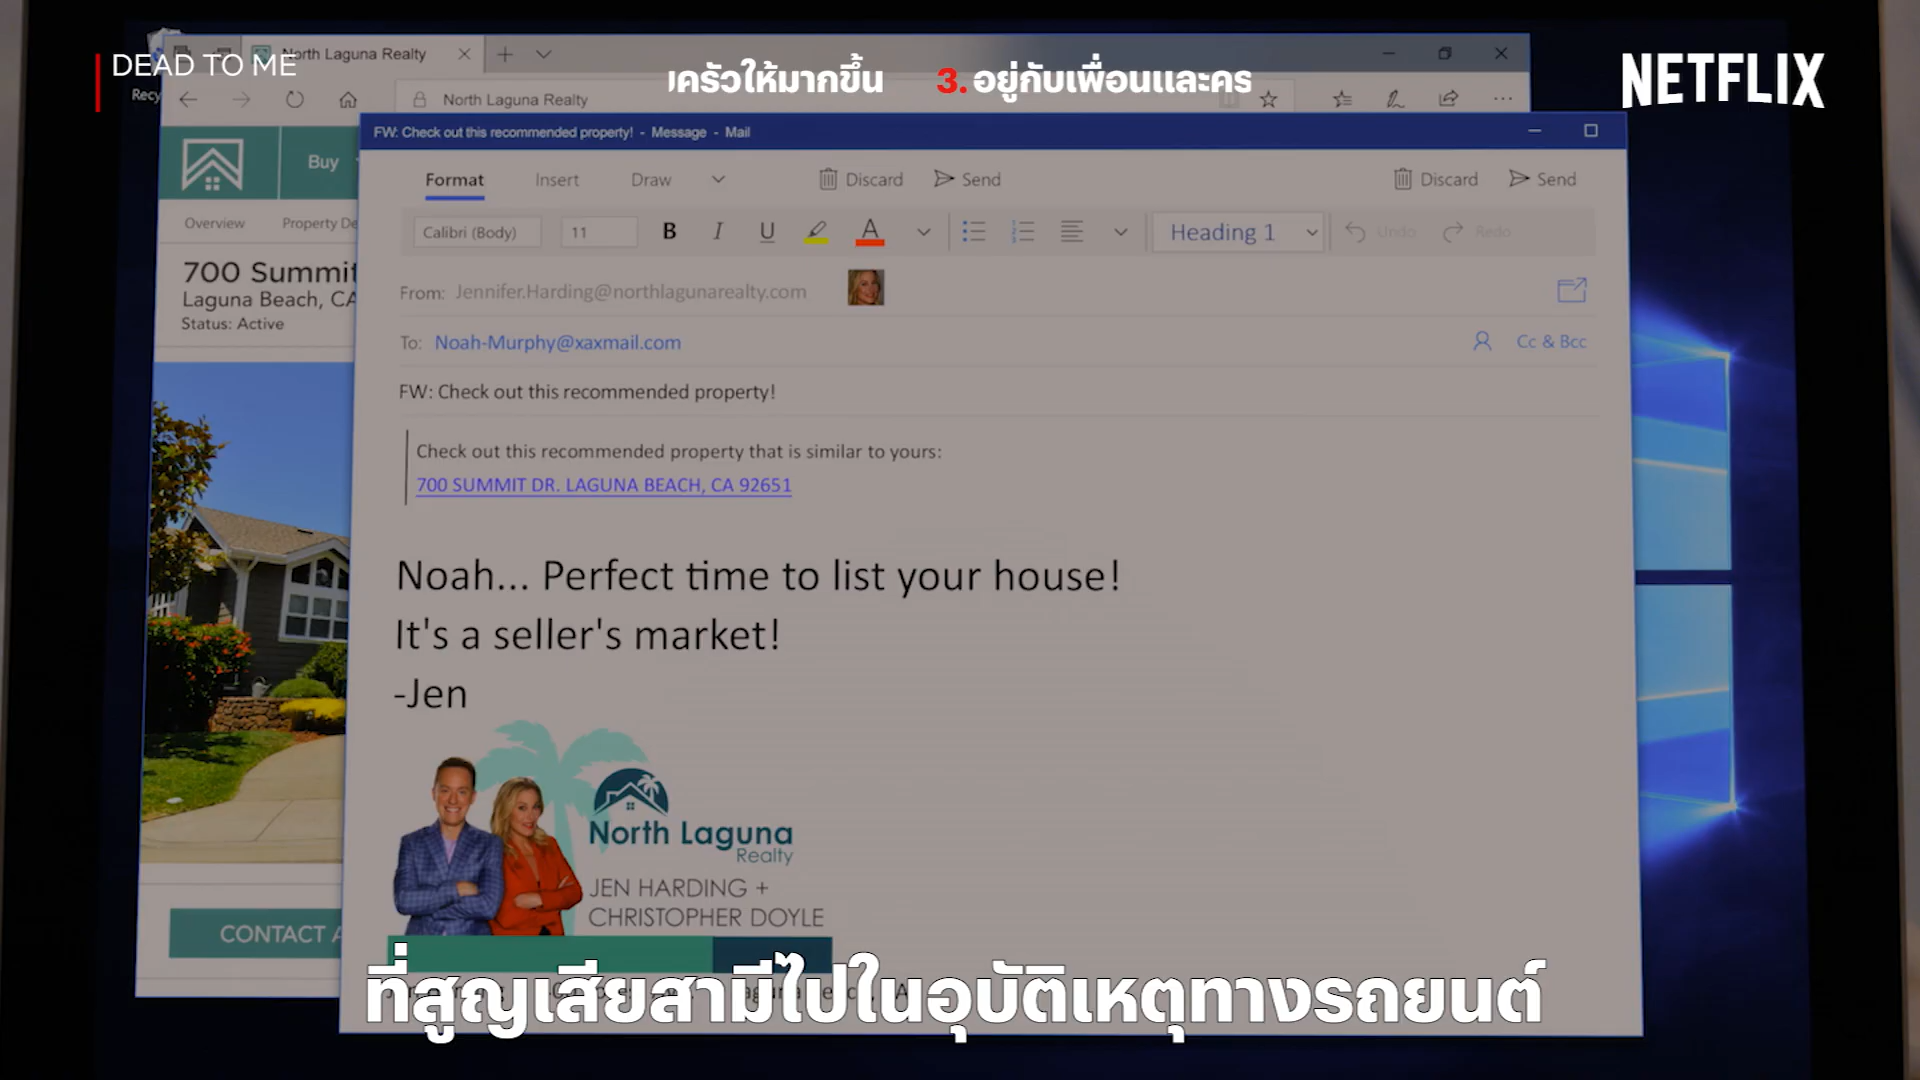 DEAD TO ME
North Laguna Realty
เครัวให้มากขึ้น 3. อยู่กับเพื่อนและคร
NETFLIX
Recy
North Laguna Realty
FW: Check out this recommended property! - Message - Mail
Buy
Format Insert Draw Discard Send Discard Send
Overview Property De
Calibri (Body) 11 B I U A Heading 1 Undo Redo
700 Summit
Laguna Beach, CA
Status: Active
From: Jennifer.Harding@northlagunarealty.com
To: Noah-Murphy@xaxmail.com Cc & Bcc
FW: Check out this recommended property!
Check out this recommended property that is similar to yours:
700 SUMMIT DR. LAGUNA BEACH, CA 92651
Noah... Perfect time to list your house!
It's a seller's market!
-Jen
North Laguna
Realty
JEN HARDING +
CHRISTOPHER DOYLE
CONTACT A
ที่สูญเสียสามีไปในอุบัติเหตุทางรถยนต์